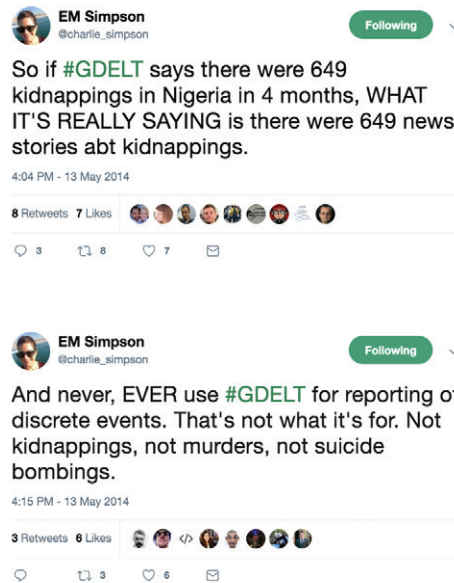 EM Simpson
@charlie_simpson
Following
So if #GDELT says there were 649
kidnappings in Nigeria in 4 months, WHAT
IT'S REALLY SAYING is there were 649 news
stories abt kidnappings.
4:04 PM - 13 May 2014
8 Retweets 7 Likes
3 8 7
EM Simpson
@charlie_simpson
Following
And never, EVER use #GDELT for reporting of
discrete events. That's not what it's for. Not
kidnappings, not murders, not suicide
bombings.
4:15 PM - 13 May 2014
3 Retweets 6 Likes
3 6